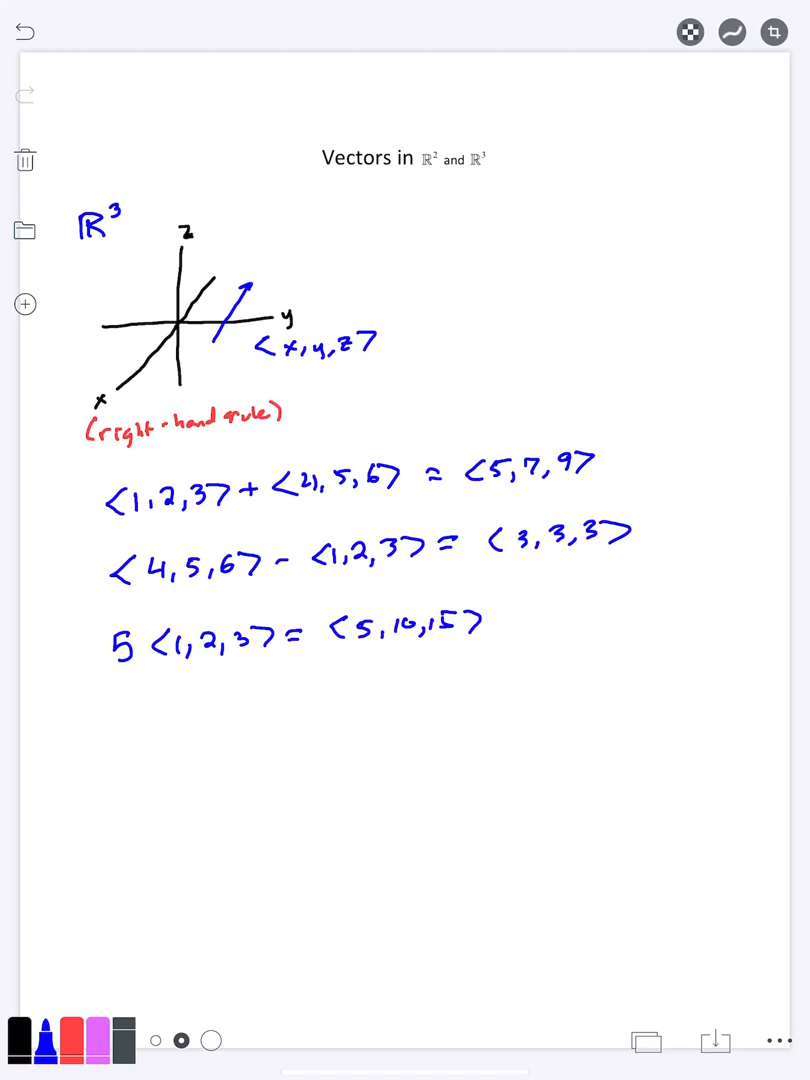 Vectors in ℝ² and ℝ³
ℝ³
z
y
<x, y, z>
x
(right-hand rule)
<1, 2, 3> + <4, 5, 6> = <5, 7, 9>
<4, 5, 6> - <1, 2, 3> = <3, 3, 3>
5 <1, 2, 3> = <5, 10, 15>